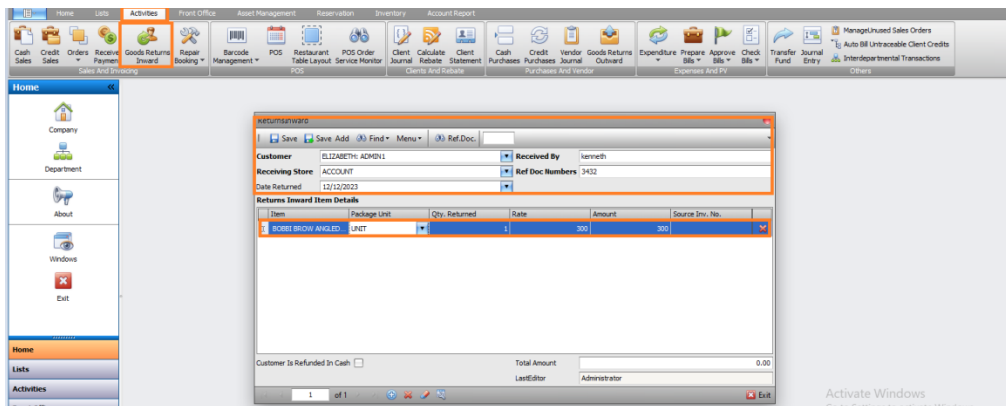 Home Lists Activities Front Office Asset Management Reservation Inventory Account Report
Cash Sales
Credit Sales
Orders
Receive Paymen
Goods Returns Inward
Repair Booking
Sales And Invoicing
Barcode Management
POS
Restaurant Table Layout
POS Order Service Monitor
POS
Client Journal
Calculate Rebate
Client Statement
Clients And Rebate
Cash Purchases
Credit Purchases
Vendor Journal
Goods Returns Outward
Purchases And Vendor
Expenditure
Prepare Bills
Approve Bills
Check Bills
Expenses And PV
Transfer Fund
Journal Entry
ManageUnused Sales Orders
Auto Bill Untraceable Client Credits
Interdepartmental Transactions
Others
Home
Company
Department
About
Windows
Exit
Home
Lists
Activities
ReturnsInward
Save Save Add Find Menu Ref.Doc.
Customer ELIZABETH: ADMIN1 Received By kenneth
Receiving Store ACCOUNT Ref Doc Numbers 3432
Date Returned 12/12/2023
Returns Inward Item Details
Item Package Unit Qty. Returned Rate Amount Source Inv. No.
BOBBI BROW ANGLED... UNIT 1 300 300
Customer Is Refunded In Cash Total Amount 0.00
LastEditor Administrator
1 of 1 Exit
Activate Windows